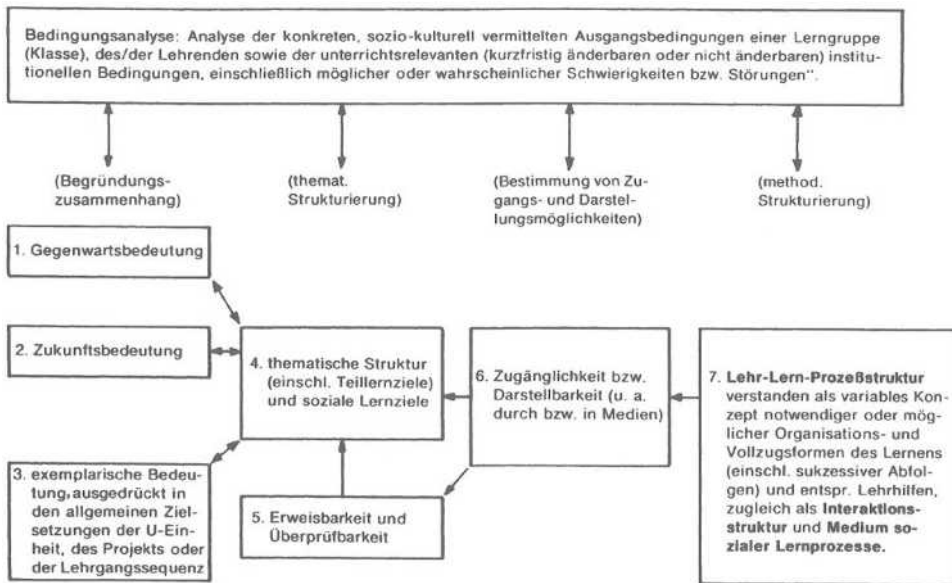 Bedingungsanalyse: Analyse der konkreten, sozio-kulturell vermittelten Ausgangsbedingungen einer Lerngruppe
(Klasse), des/der Lehrenden sowie der unterrichtsrelevanten (kurzfristig änderbaren oder nicht änderbaren) institu-
tionellen Bedingungen, einschließlich möglicher oder wahrscheinlicher Schwierigkeiten bzw. Störungen".
(Begründungs-
zusammenhang)
(themat.
Strukturierung)
(Bestimmung von Zu-
gangs- und Darstel-
lungsmöglichkeiten)
(method.
Strukturierung)
1. Gegenwartsbedeutung
2. Zukunftsbedeutung
3. exemplarische Bedeu-
tung, ausgedrückt in
den allgemeinen Ziel-
setzungen der U-Ein-
heit, des Projekts oder
der Lehrgangssequenz
4. thematische Struktur
(einschl. Teillernziele)
und soziale Lernziele
5. Erweisbarkeit und
Überprüfbarkeit
6. Zugänglichkeit bzw.
Darstellbarkeit (u. a.
durch bzw. in Medien)
7. Lehr-Lern-Prozeßstruktur
verstanden als variables Kon-
zept notwendiger oder mög-
licher Organisations- und
Vollzugsformen des Lernens
(einschl. sukzessiver Abfol-
gen) und entspr. Lehrhilfen,
zugleich als Interaktions-
struktur und Medium so-
zialer Lernprozesse.